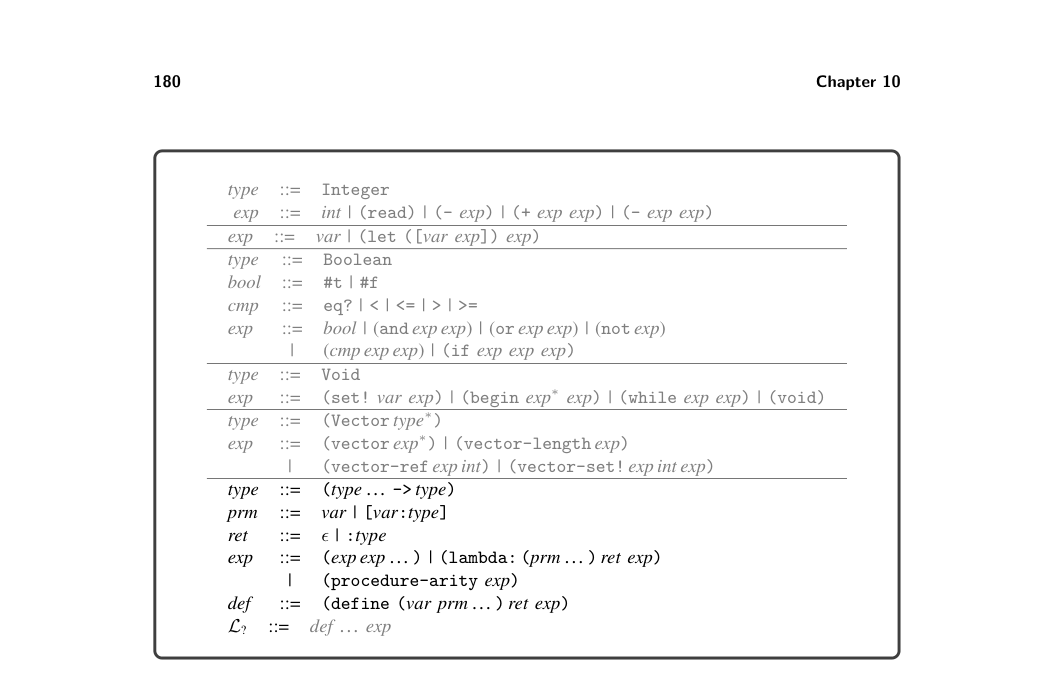 180 Chapter 10
type ::= Integer
exp ::= int | (read) | (- exp) | (+ exp exp) | (- exp exp)
exp ::= var | (let ([var exp]) exp)
type ::= Boolean
bool ::= #t | #f
cmp ::= eq? | < | <= | > | >=
exp ::= bool | (and exp exp) | (or exp exp) | (not exp)
| (cmp exp exp) | (if exp exp exp)
type ::= Void
exp ::= (set! var exp) | (begin exp* exp) | (while exp exp) | (void)
type ::= (Vector type*)
exp ::= (vector exp*) | (vector-length exp)
| (vector-ref exp int) | (vector-set! exp int exp)
type ::= (type … -> type)
prm ::= var | [var:type]
ret ::= ϵ | :type
exp ::= (exp exp … ) | (lambda: (prm … ) ret exp)
| (procedure-arity exp)
def ::= (define (var prm … ) ret exp)
ℒ? ::= def … exp